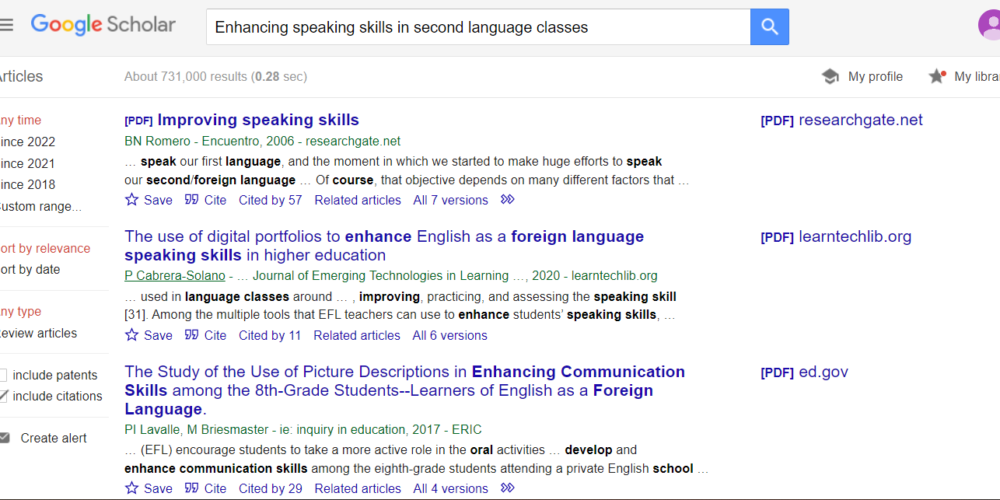 Google Scholar
Enhancing speaking skills in second language classes
Articles
About 731,000 results (0.28 sec)
My profile
My libra
ny time
ince 2022
ince 2021
ince 2018
ustom range...
ort by relevance
ort by date
ny type
eview articles
include patents
include citations
Create alert
[PDF] Improving speaking skills
BN Romero - Encuentro, 2006 - researchgate.net
… speak our first language, and the moment in which we started to make huge efforts to speak
our second/foreign language … Of course, that objective depends on many different factors that …
Save Cite Cited by 57 Related articles All 7 versions
[PDF] researchgate.net
The use of digital portfolios to enhance English as a foreign language
speaking skills in higher education
P Cabrera-Solano - … Journal of Emerging Technologies in Learning …, 2020 - learntechlib.org
… used in language classes around … , improving, practicing, and assessing the speaking skill
[31]. Among the multiple tools that EFL teachers can use to enhance students’ speaking skills, …
Save Cite Cited by 11 Related articles All 6 versions
[PDF] learntechlib.org
The Study of the Use of Picture Descriptions in Enhancing Communication
Skills among the 8th-Grade Students--Learners of English as a Foreign
Language.
PI Lavalle, M Briesmaster - ie: inquiry in education, 2017 - ERIC
… (EFL) encourage students to take a more active role in the oral activities … develop and
enhance communication skills among the eighth-grade students attending a private English school …
Save Cite Cited by 29 Related articles All 4 versions
[PDF] ed.gov